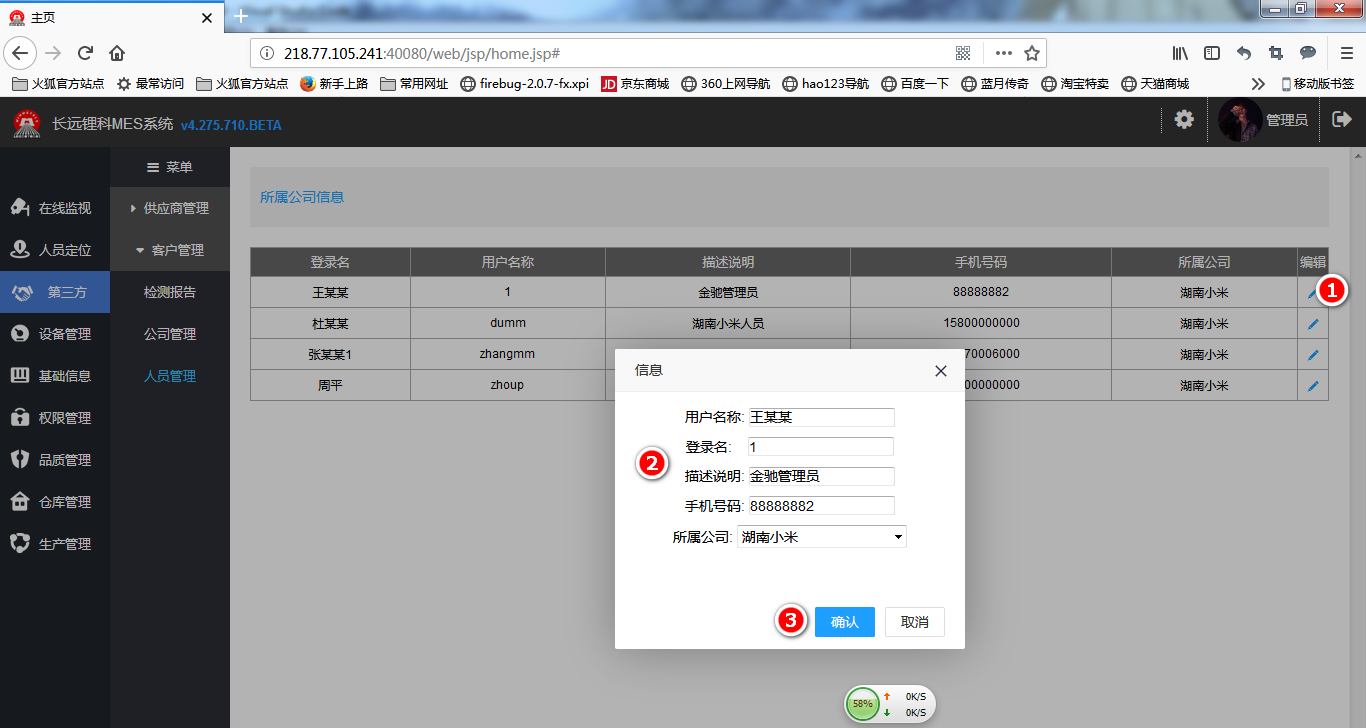 主页
218.77.105.241:40080/web/jsp/home.jsp#
火狐官方站点 最常访问 火狐官方站点 新手上路 常用网址 firebug-2.0.7-fx.xpi JD 京东商城 360上网导航 hao123导航 百度一下 蓝月传奇 淘宝特卖 天猫商城 移动版书签
长远锂科MES系统 v4.275.710.BETA 管理员
菜单
在线监视
人员定位
第三方
设备管理
基础信息
权限管理
品质管理
仓库管理
生产管理
供应商管理
客户管理
检测报告
公司管理
人员管理
所属公司信息
登录名 用户名称 描述说明 手机号码 所属公司 编辑
王某某 1 金驰管理员 88888882 湖南小米 1
杜某某 dumm 湖南小米人员 15800000000 湖南小米
张某某1 zhangmm 70006000 湖南小米
周平 zhoup 00000000 湖南小米
信息
用户名称: 王某某
登录名: 1
2
描述说明: 金驰管理员
手机号码: 88888882
所属公司: 湖南小米
3 确认 取消
58% 0K/S
0K/S